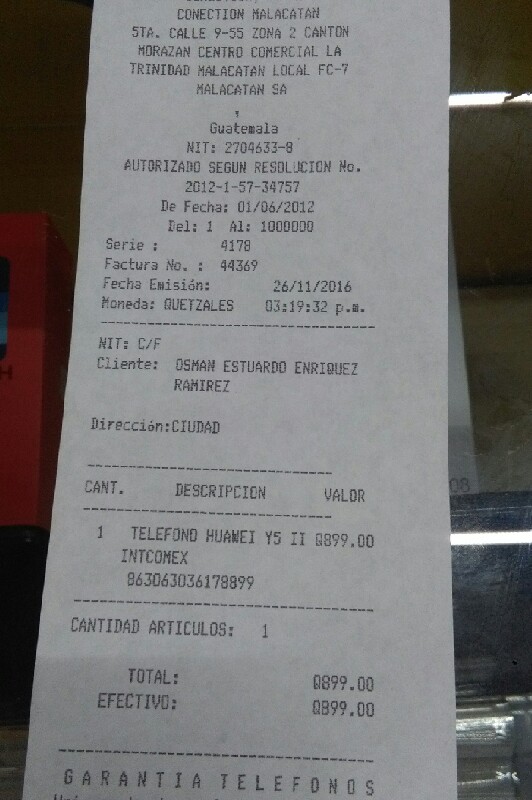 CONECTION MALACATAN
5TA. CALLE 9-55 ZONA 2 CANTON
MORAZAN CENTRO COMERCIAL LA
TRINIDAD MALACATAN LOCAL FC-7
MALACATAN SA
,
Guatemala
NIT: 2704633-8
AUTORIZADO SEGUN RESOLUCION No.
2012-1-57-34757
De Fecha: 01/06/2012
Del: 1 Al: 1000000
Serie : 4178
Factura No. : 44369
Fecha Emisión: 26/11/2016
Moneda: QUETZALES 03:19:32 p.m.
NIT: C/F
Cliente: OSMAN ESTUARDO ENRIQUEZ
RAMIREZ
Dirección:CIUDAD
CANT. DESCRIPCION VALOR
1 TELEFONO HUAWEI Y5 II Q899.00
INTCOMEX
863063036178899
CANTIDAD ARTICULOS: 1
TOTAL: Q899.00
EFECTIVO: Q899.00
GARANTIA TELEFONOS